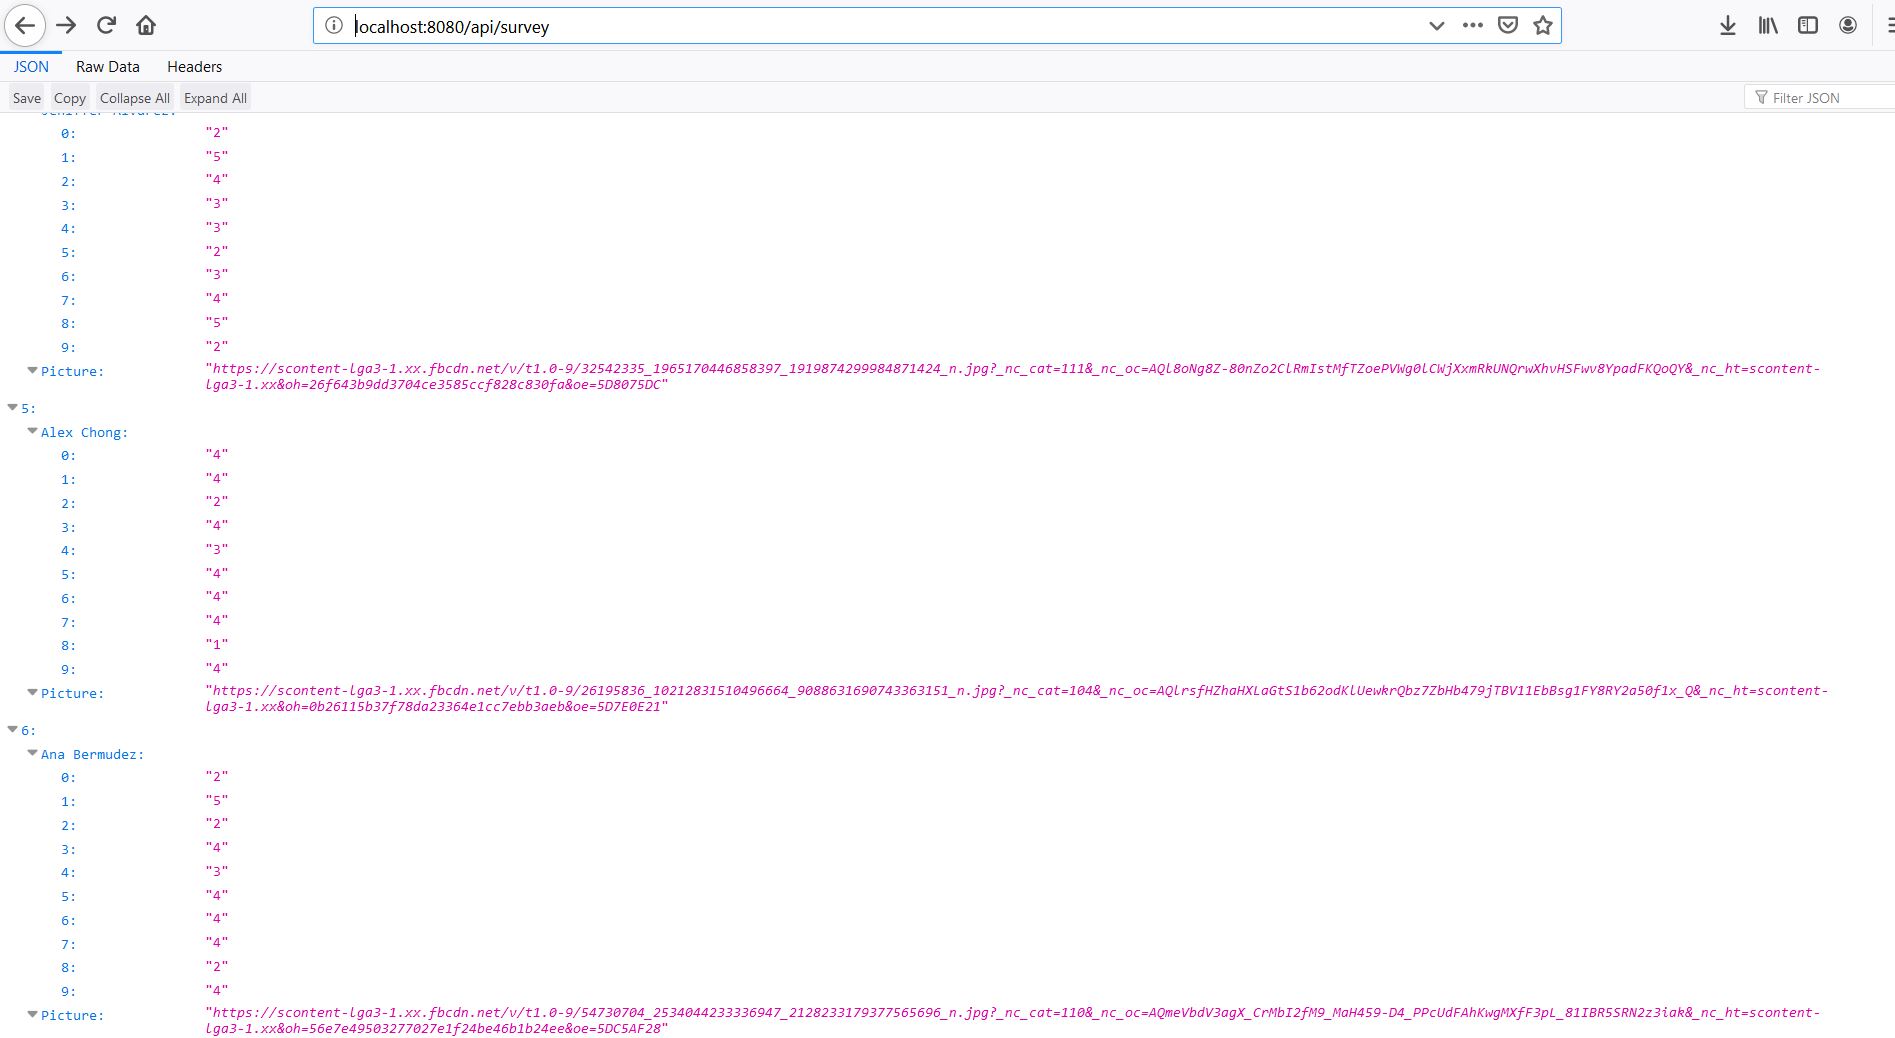 localhost:8080/api/survey
JSON Raw Data Headers
Save Copy Collapse All Expand All Filter JSON
Jeniffer Alvarez:
0: "2"
1: "5"
2: "4"
3: "3"
4: "3"
5: "2"
6: "3"
7: "4"
8: "5"
9: "2"
Picture: "https://scontent-lga3-1.xx.fbcdn.net/v/t1.0-9/32542335_1965170446858397_1919874299984871424_n.jpg?_nc_cat=111&_nc_oc=AQl8oNg8Z-80nZo2ClRmIstMfTZoePVWg0lCWjXxmRkUNQrwXhvHSFwv8YpadFKQoQY&_nc_ht=scontent-
lga3-1.xx&oh=26f643b9dd3704ce3585ccf828c830fa&oe=5D8075DC"
5:
Alex Chong:
0: "4"
1: "4"
2: "2"
3: "4"
4: "3"
5: "4"
6: "4"
7: "4"
8: "1"
9: "4"
Picture: "https://scontent-lga3-1.xx.fbcdn.net/v/t1.0-9/26195836_10212831510496664_9088631690743363151_n.jpg?_nc_cat=104&_nc_oc=AQlrsfHZhaHXLaGtS1b62odKlUewkrQbz7ZbHb479jTBV11EbBsg1FY8RY2a50f1x_Q&_nc_ht=scontent-
lga3-1.xx&oh=0b26115b37f78da23364e1cc7ebb3aeb&oe=5D7E0E21"
6:
Ana Bermudez:
0: "2"
1: "5"
2: "2"
3: "4"
4: "3"
5: "4"
6: "4"
7: "4"
8: "2"
9: "4"
Picture: "https://scontent-lga3-1.xx.fbcdn.net/v/t1.0-9/54730704_2534044233336947_2128233179377565696_n.jpg?_nc_cat=110&_nc_oc=AQmeVbdV3agX_CrMbI2fM9_MaH459-D4_PPcUdFAhKwgMXfF3pL_81IBR5SRN2z3iak&_nc_ht=scontent-
lga3-1.xx&oh=56e7e49503277027e1f24be46b1b24ee&oe=5DC5AF28"